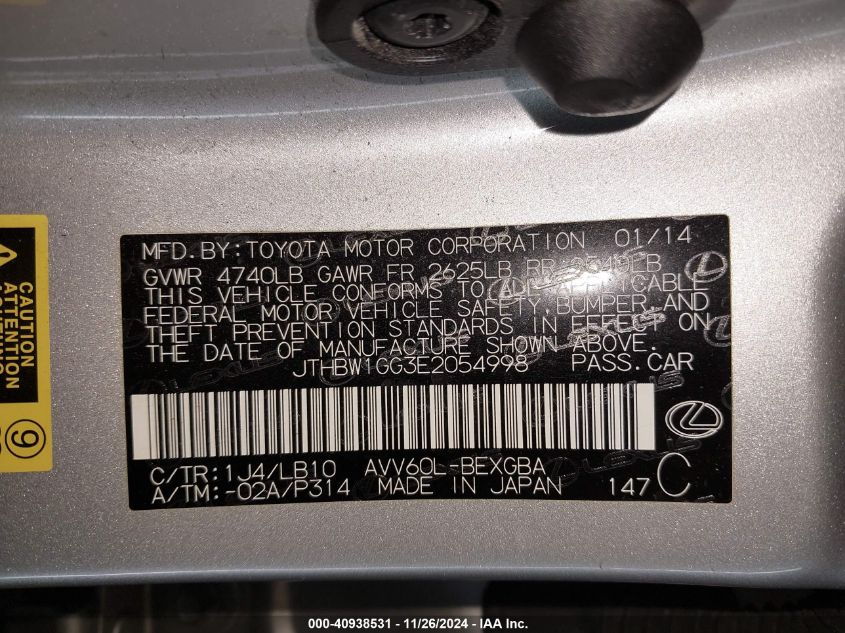 MFD.BY:TOYOTA MOTOR CORPORATION 01/14
GVWR 4740LB GAWR FR 2625LB RR
THIS VEHICLE CONFORMS TO ALL APPLICABLE
FEDERAL MOTOR VEHICLE SAFETY, BUMPER, AND
THEFT PREVENTION STANDARDS IN EFFECT ON
THE DATE OF MANUFACTURE SHOWN ABOVE.
JTHBW1GG3E2054998 PASS.CAR
C/TR:1J4/LB10 AVV60L-BEXGBA
A/TM:-02A/P314 MADE IN JAPAN 147 C
CAUTION
ATTENTION
9
000-40938531 - 11/26/2024 - IAA Inc.